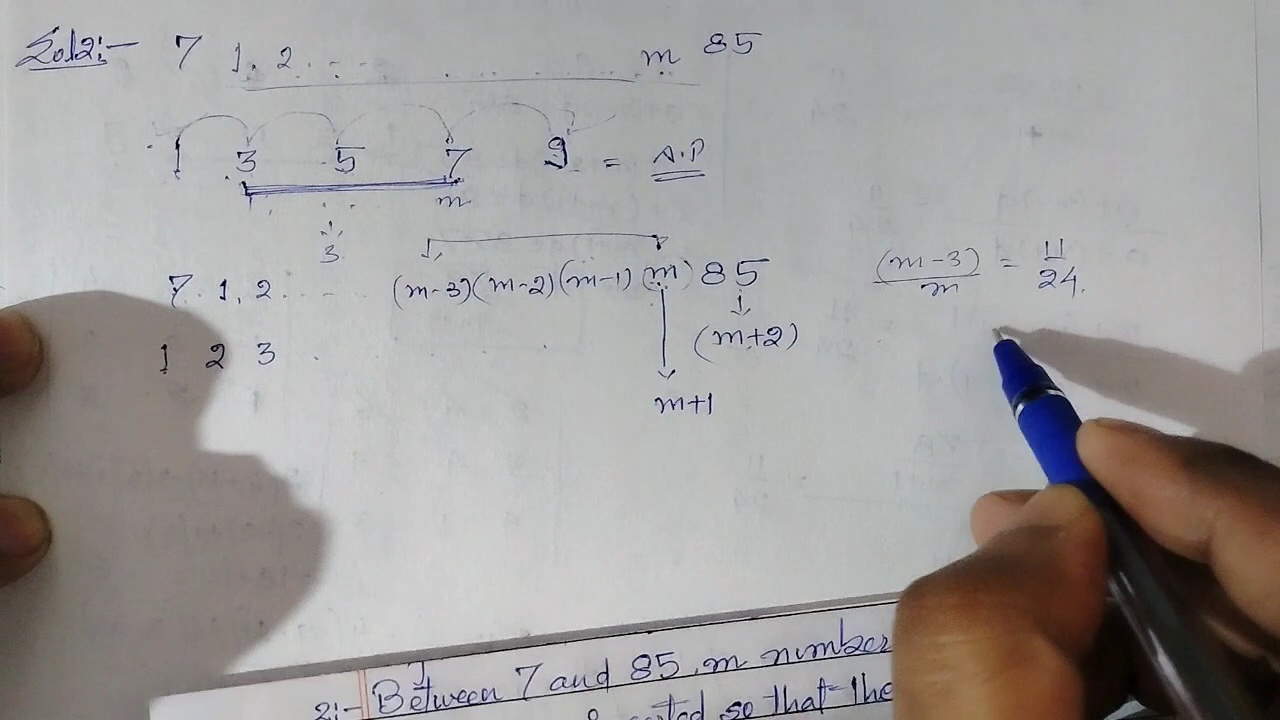 Sol2:- 7 1, 2 ..... m 85
1 3 5 7 9 = A.P
1, ... m
3
7 1, 2 ..... (m-3)(m-2)(m-1)(m) 85
(m-3)/m = 11/24.
(m+2)
1 2 3 . . .
m+1
2:- Between 7 and 85, m number
so that the